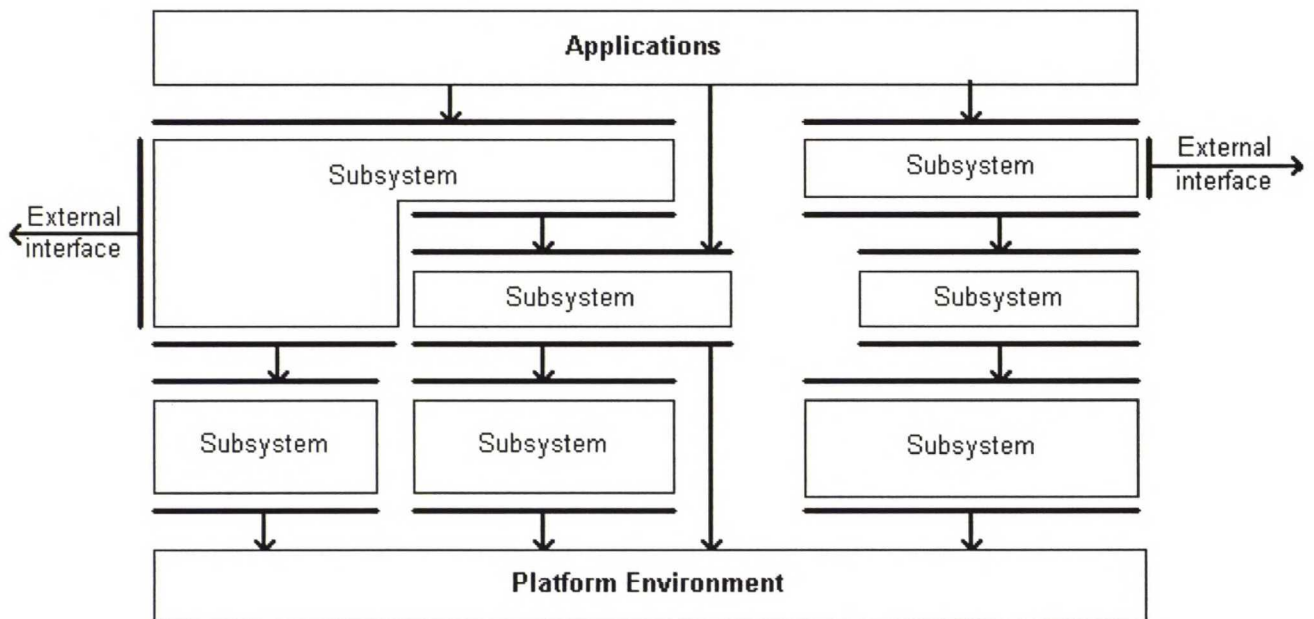 Applications
Subsystem
Subsystem
External
interface
External
interface
Subsystem
Subsystem
Subsystem
Subsystem
Subsystem
Platform Environment